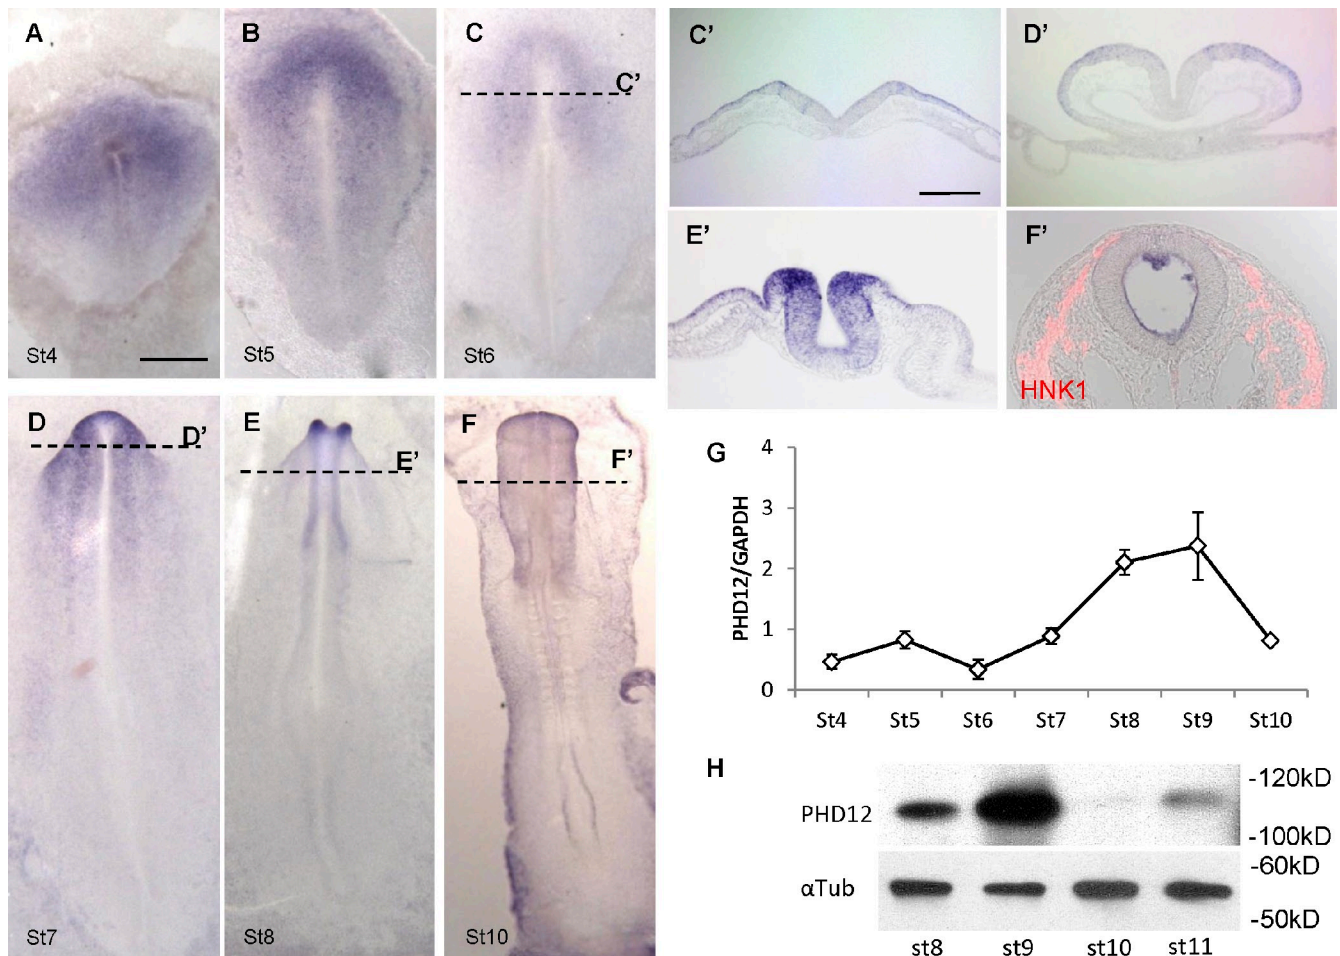 A
St4
B
St5
C
C’
St6
C’
D’
E’
F’
HNK1
D
D’
St7
E
E’
St8
F
F’
St10
G
PHD12/GAPDH
4
3
2
1
0
St4 St5 St6 St7 St8 St9 St10
H
PHD12
-120kD
-100kD
αTub
-60kD
-50kD
st8 st9 st10 st11